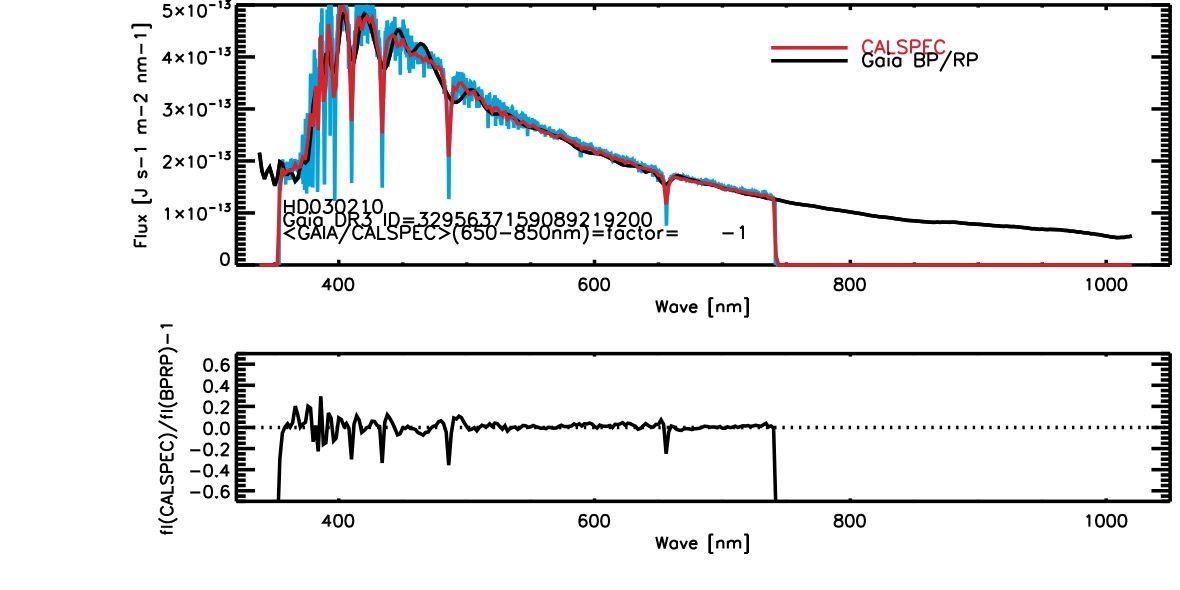 5×10−13
4×10−13
3×10−13
2×10−13
1×10−13
0
Flux [J s−1 m−2 nm−1]
CALSPEC
Gaia BP/RP
HD030210
Gaia DR3 ID=3295637159089219200
<GAIA/CALSPEC>(650−850nm)=factor= −1
400 600 800 1000
Wave [nm]
fl(CALSPEC)/fl(BPRP)−1
0.6
0.4
0.2
0.0
−0.2
−0.4
−0.6
400 600 800 1000
Wave [nm]